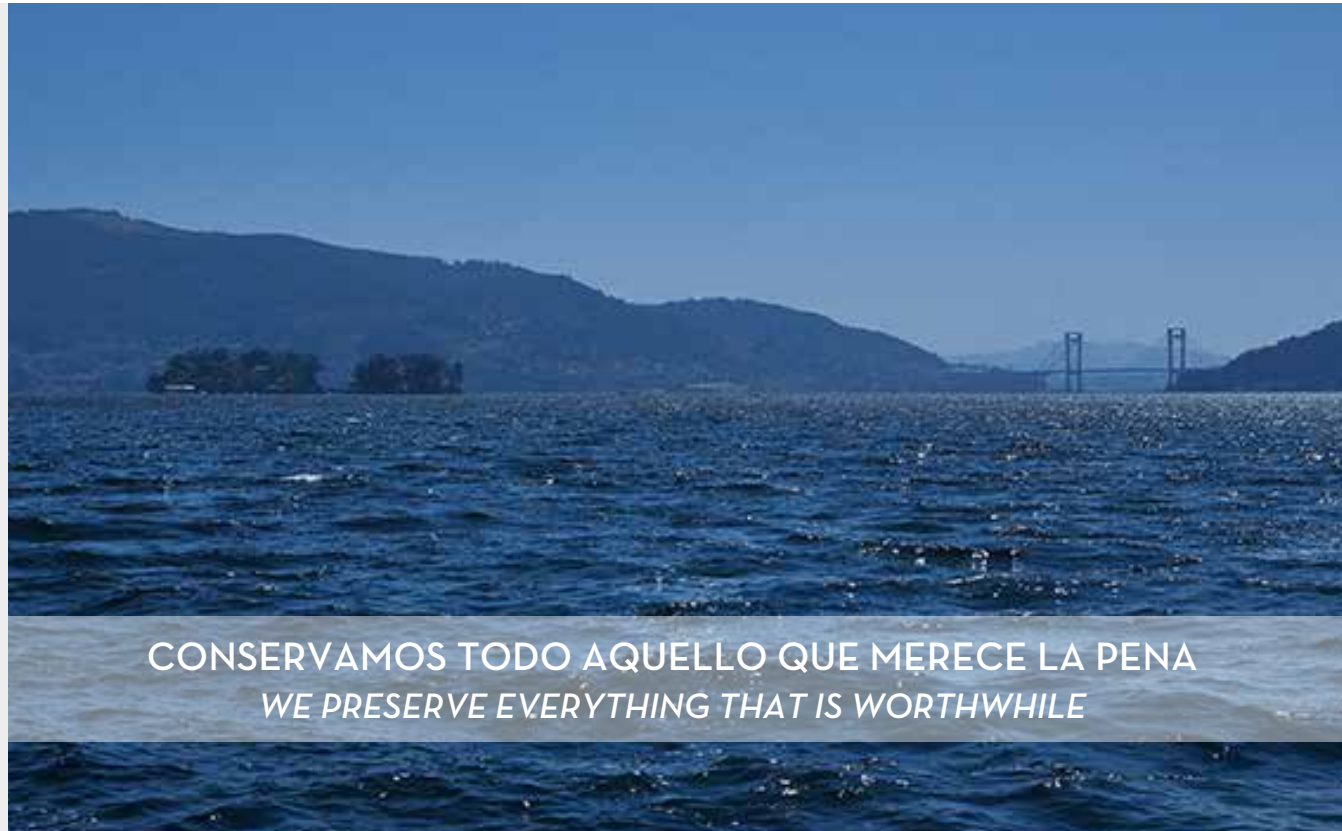 CONSERVAMOS TODO AQUELLO QUE MERECE LA PENA
WE PRESERVE EVERYTHING THAT IS WORTHWHILE